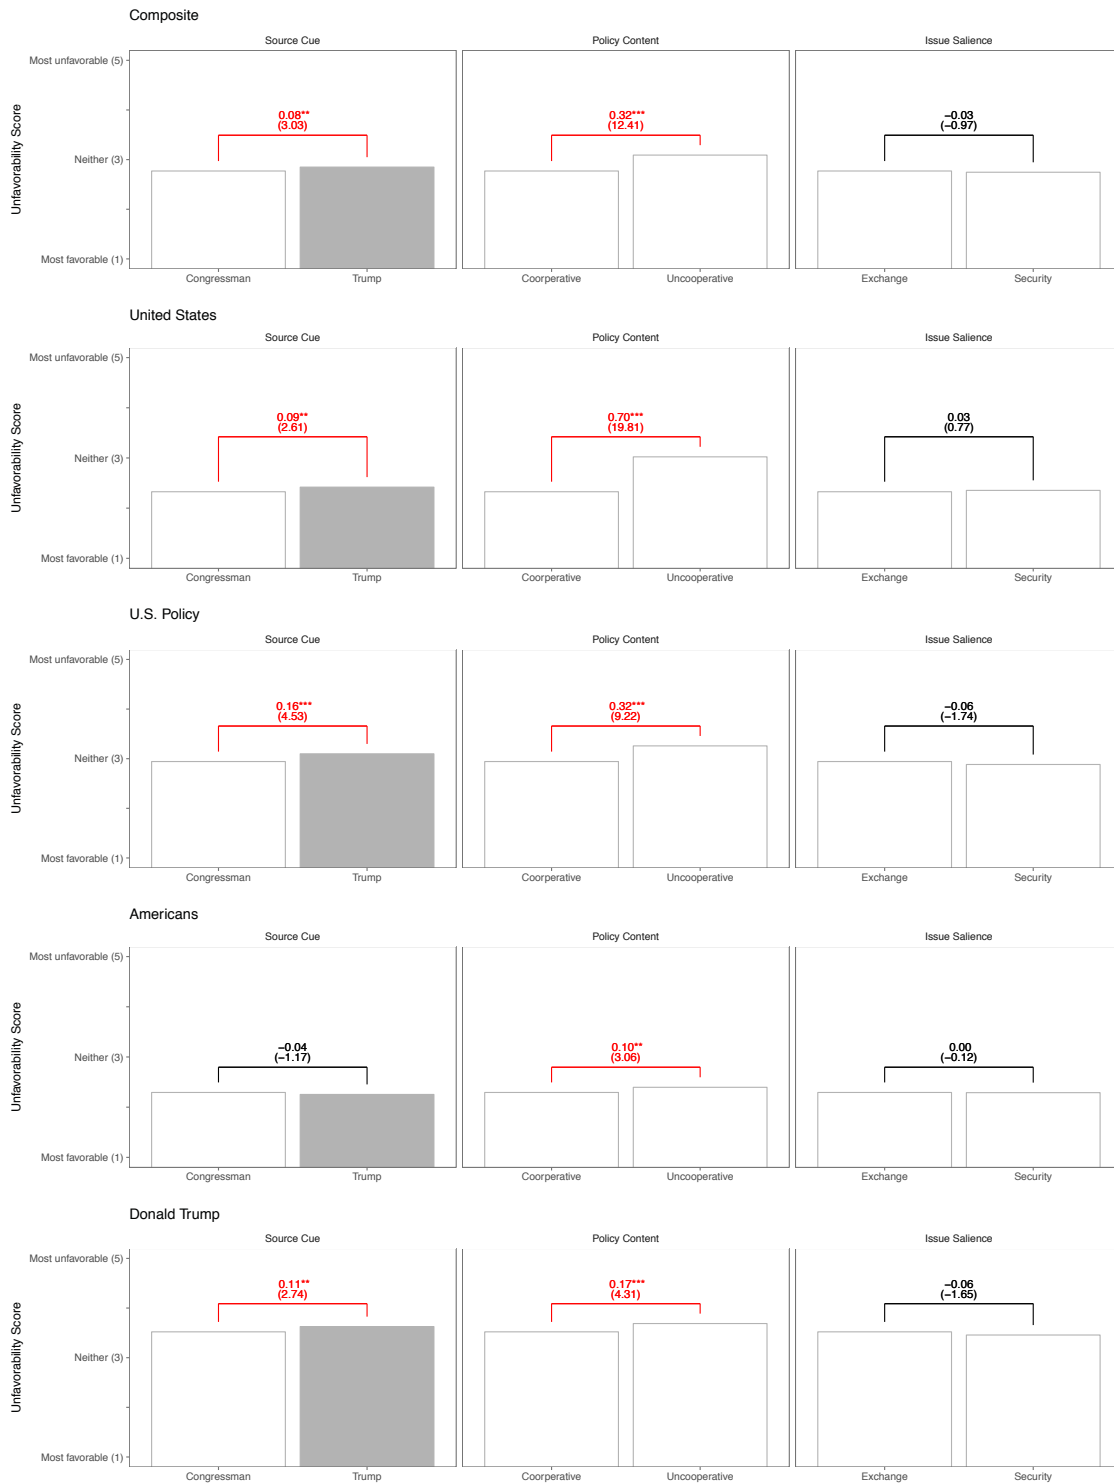 Composite
Source Cue
Policy Content
Issue Salience
Unfavorability Score
Most unfavorable (5)
Neither (3)
Most favorable (1)
0.08**
(3.03)
0.32***
(12.41)
−0.03
(−0.97)
Congressman
Trump
Coorperative
Uncooperative
Exchange
Security
United States
Source Cue
Policy Content
Issue Salience
Unfavorability Score
Most unfavorable (5)
Neither (3)
Most favorable (1)
0.09**
(2.61)
0.70***
(19.81)
0.03
(0.77)
Congressman
Trump
Coorperative
Uncooperative
Exchange
Security
U.S. Policy
Source Cue
Policy Content
Issue Salience
Unfavorability Score
Most unfavorable (5)
Neither (3)
Most favorable (1)
0.16***
(4.53)
0.32***
(9.22)
−0.06
(−1.74)
Congressman
Trump
Coorperative
Uncooperative
Exchange
Security
Americans
Source Cue
Policy Content
Issue Salience
Unfavorability Score
Most unfavorable (5)
Neither (3)
Most favorable (1)
−0.04
(−1.17)
0.10**
(3.06)
0.00
(−0.12)
Congressman
Trump
Coorperative
Uncooperative
Exchange
Security
Donald Trump
Source Cue
Policy Content
Issue Salience
Unfavorability Score
Most unfavorable (5)
Neither (3)
Most favorable (1)
0.11**
(2.74)
0.17***
(4.31)
−0.06
(−1.65)
Congressman
Trump
Coorperative
Uncooperative
Exchange
Security